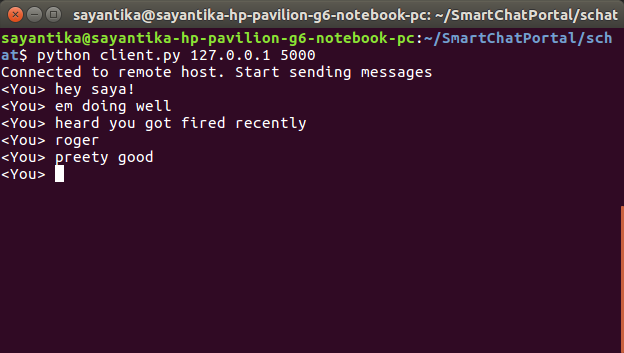 sayantika@sayantika-hp-pavilion-g6-notebook-pc: ~/SmartChatPortal/schat
sayantika@sayantika-hp-pavilion-g6-notebook-pc:~/SmartChatPortal/sch
at$ python client.py 127.0.0.1 5000
Connected to remote host. Start sending messages
<You> hey saya!
<You> em doing well
<You> heard you got fired recently
<You> roger
<You> preety good
<You>